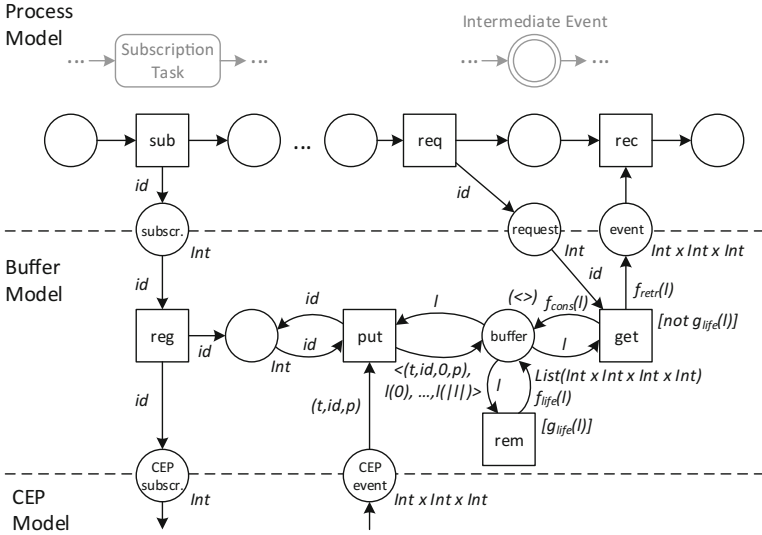 Process
Model
Subscription
Task
Intermediate Event
... ...
... ...
sub
...
req
rec
id
id
subscr.
Int
request
Int
event
Int x Int x Int
Buffer
Model
id
id
f_retr(l)
reg
id
Int
id
id
put
l
(<>)
buffer
f_cons(l)
l
get
[not g_life(l)]
<(t,id,0,p),
l(0), ...,l(|l|)>
List(Int x Int x Int x Int)
l
f_life(l)
rem
[g_life(l)]
id
(t,id,p)
CEP
subscr.
Int
CEP
event
Int x Int x Int
CEP
Model